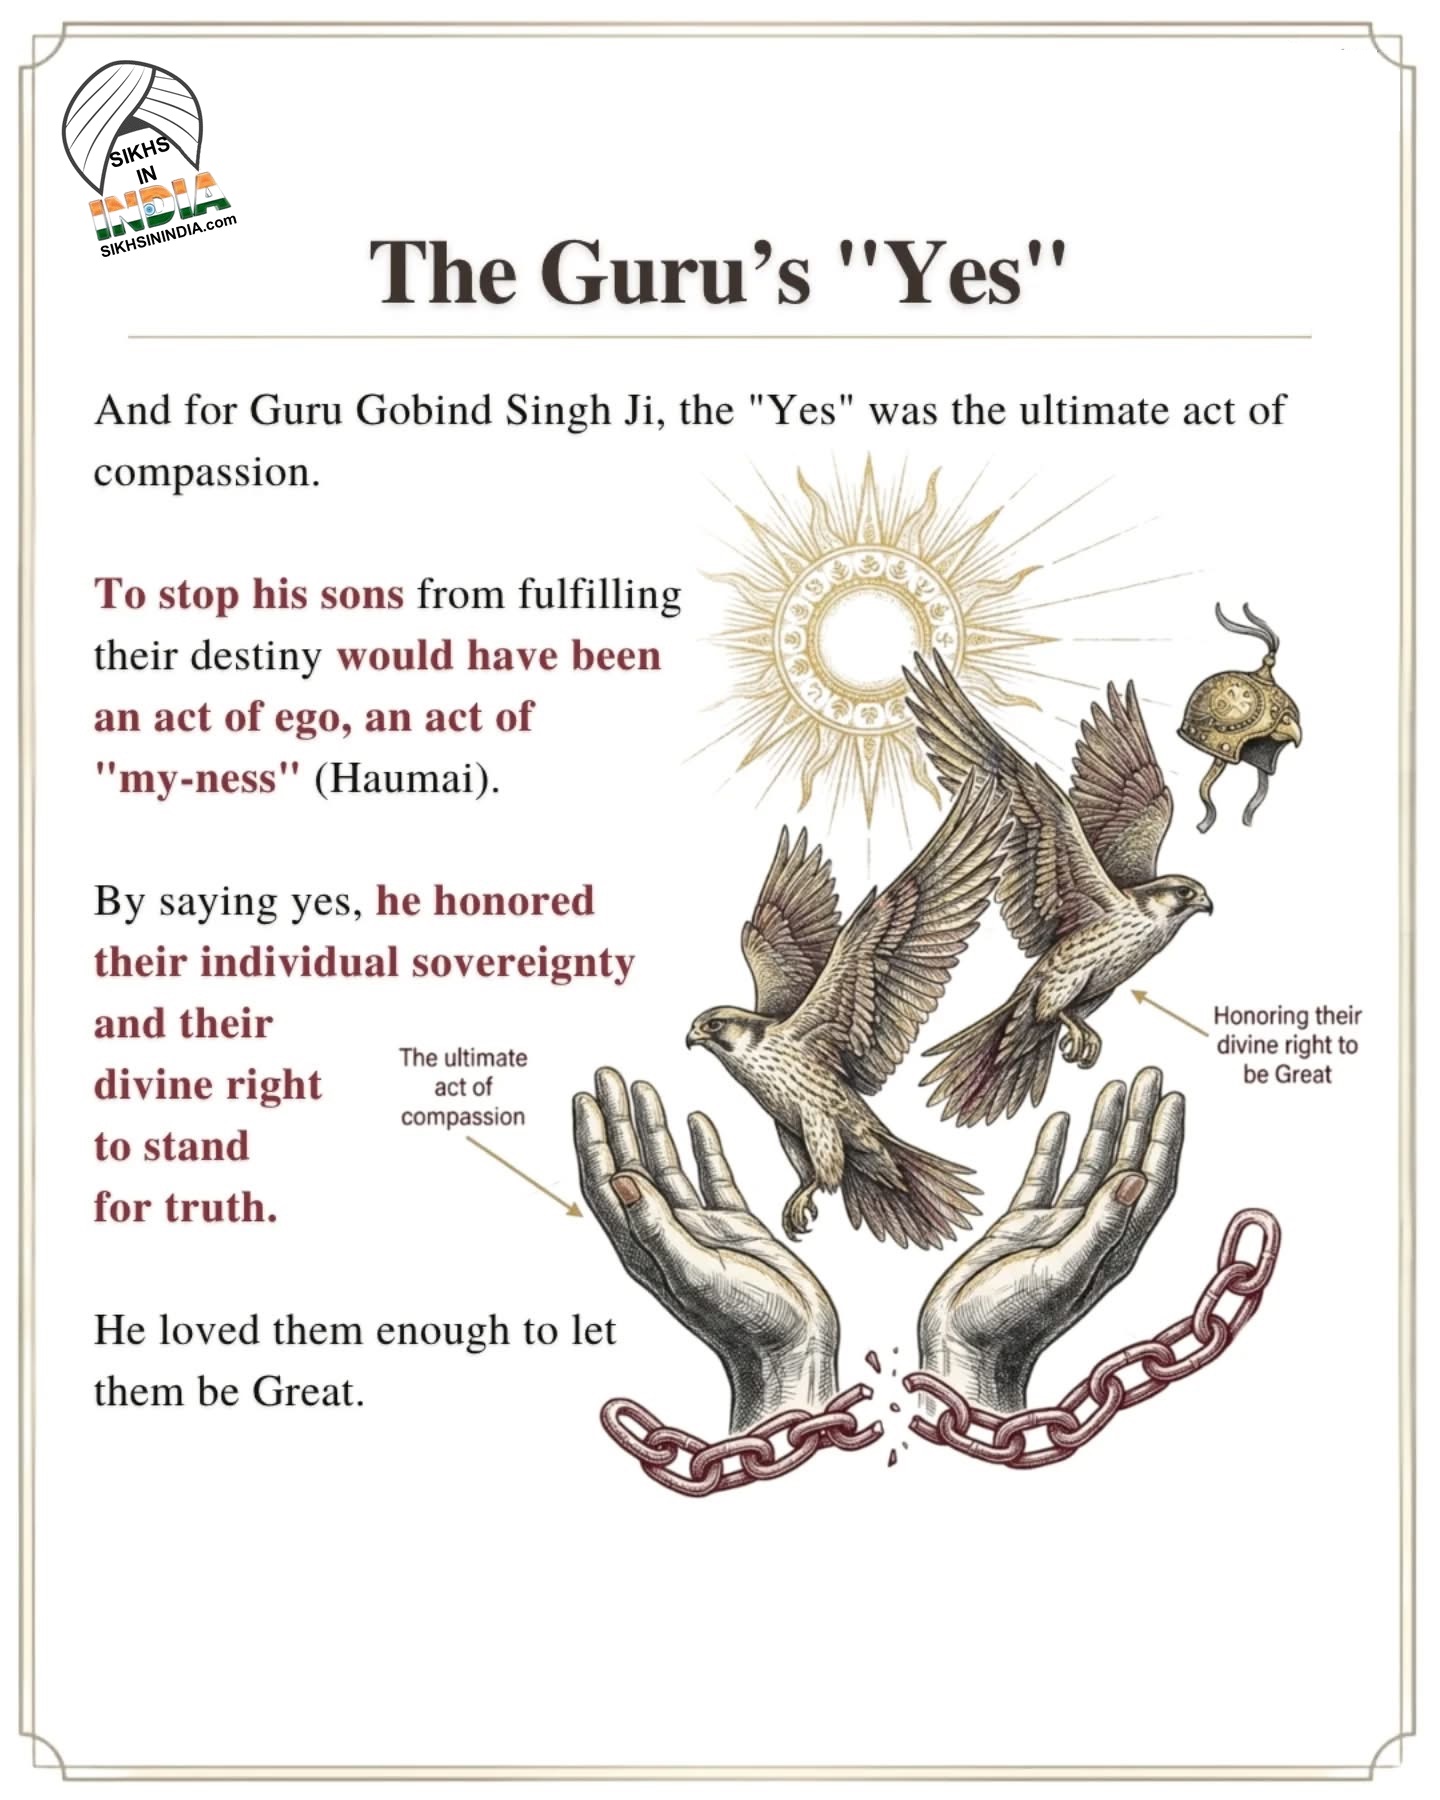 SIKHS
IN
INDIA
SIKHSININDIA.com
The Guru’s "Yes"
And for Guru Gobind Singh Ji, the "Yes" was the ultimate act of
compassion.
To stop his sons from fulfilling
their destiny would have been
an act of ego, an act of
"my-ness" (Haumai).
By saying yes, he honored
their individual sovereignty
and their
divine right
to stand
for truth.
The ultimate
act of
compassion
Honoring their
divine right to
be Great
He loved them enough to let
them be Great.